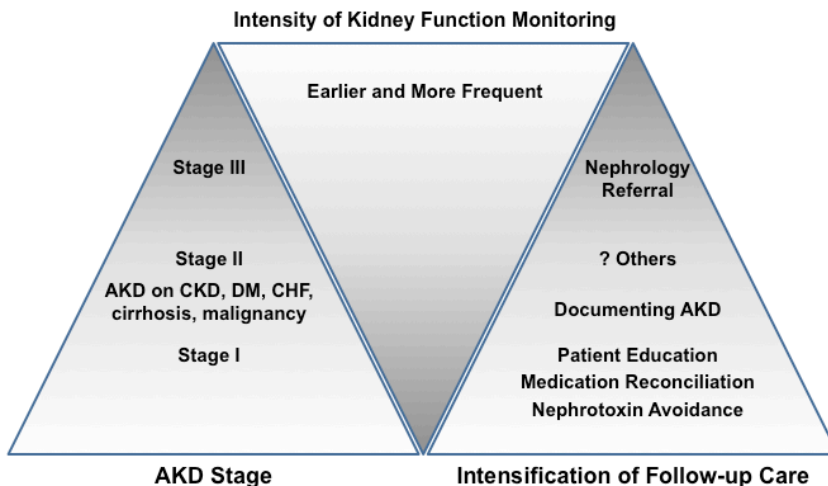 Intensity of Kidney Function Monitoring
Earlier and More Frequent
Stage III
Stage II
AKD on CKD, DM, CHF,
cirrhosis, malignancy
Stage I
Nephrology
Referral
? Others
Documenting AKD
Patient Education
Medication Reconciliation
Nephrotoxin Avoidance
AKD Stage
Intensification of Follow-up Care